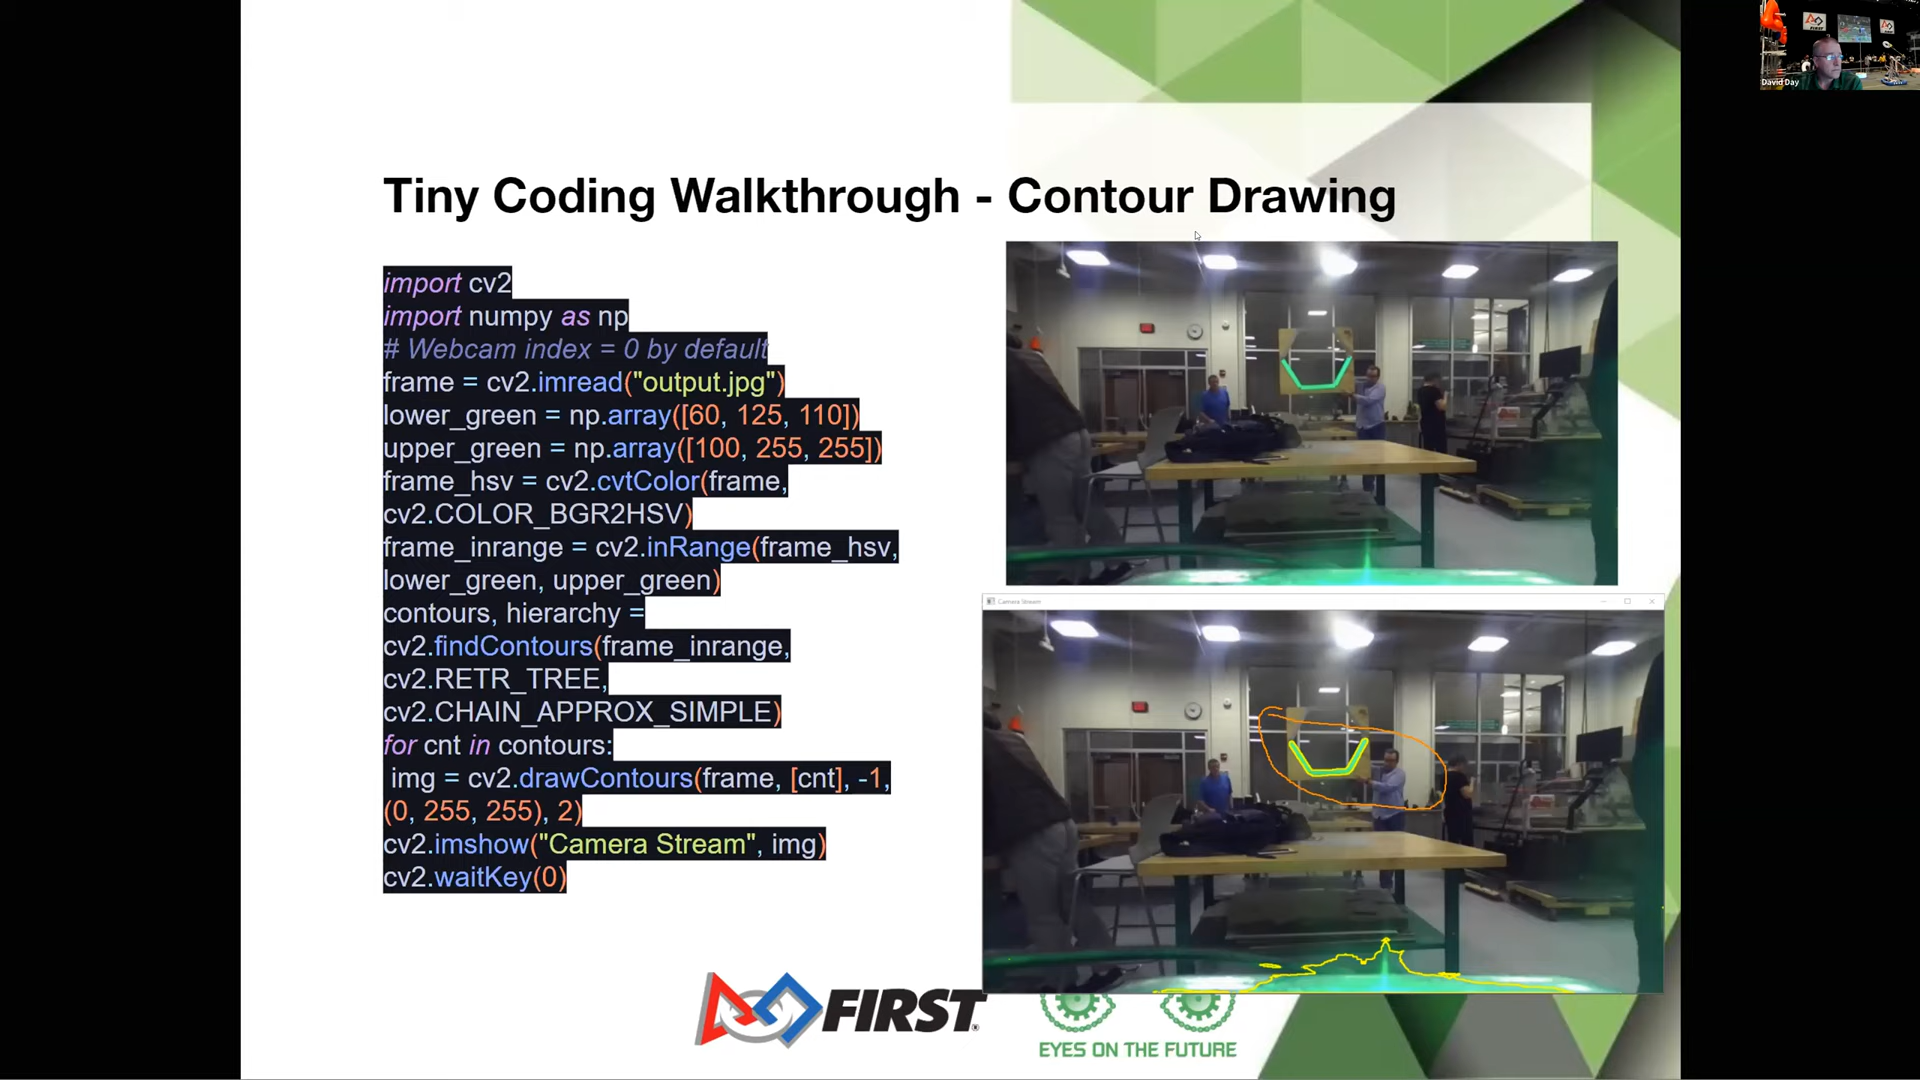 FIRST
David Day
Tiny Coding Walkthrough - Contour Drawing
import cv2
import numpy as np
# Webcam index = 0 by default
frame = cv2.imread("output.jpg")
lower_green = np.array([60, 125, 110])
upper_green = np.array([100, 255, 255])
frame_hsv = cv2.cvtColor(frame,
cv2.COLOR_BGR2HSV)
frame_inrange = cv2.inRange(frame_hsv,
lower_green, upper_green)
contours, hierarchy =
cv2.findContours(frame_inrange,
cv2.RETR_TREE,
cv2.CHAIN_APPROX_SIMPLE)
for cnt in contours:
img = cv2.drawContours(frame, [cnt], -1,
(0, 255, 255), 2)
cv2.imshow("Camera Stream", img)
cv2.waitKey(0)
Camera Stream
FIRST
EYES ON THE FUTURE